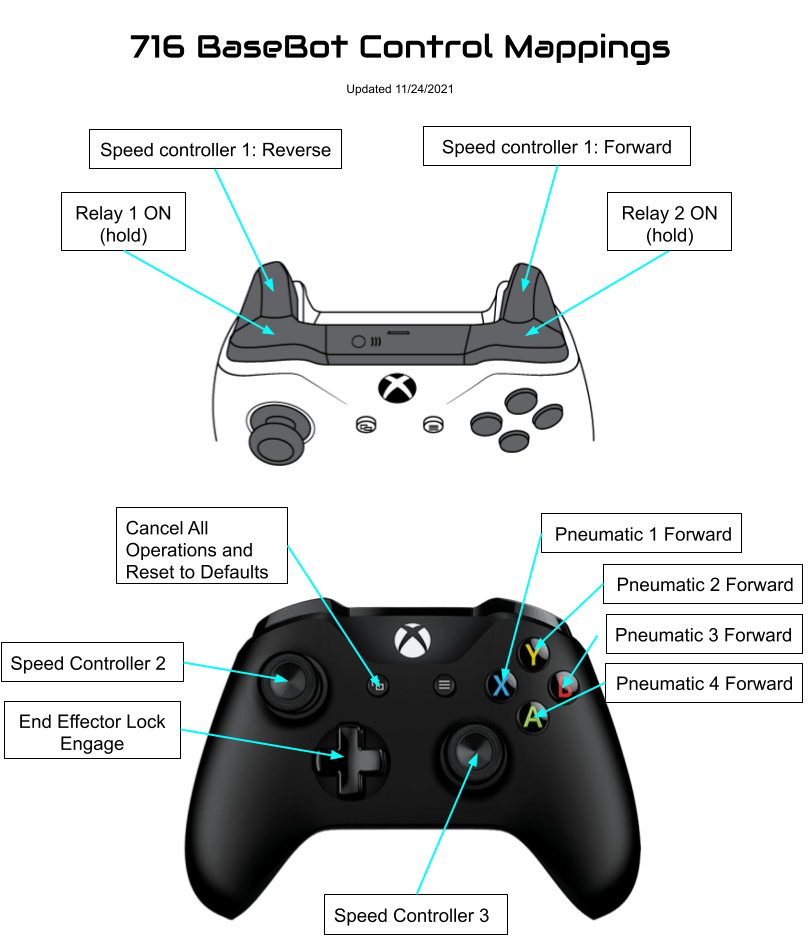 716 BaseBot Control Mappings
Updated 11/24/2021
Speed controller 1: Reverse
Speed controller 1: Forward
Relay 1 ON
(hold)
Relay 2 ON
(hold)
Cancel All
Operations and
Reset to Defaults
Pneumatic 1 Forward
Pneumatic 2 Forward
Pneumatic 3 Forward
Pneumatic 4 Forward
Speed Controller 2
End Effector Lock
Engage
Y
X
B
A
Speed Controller 3